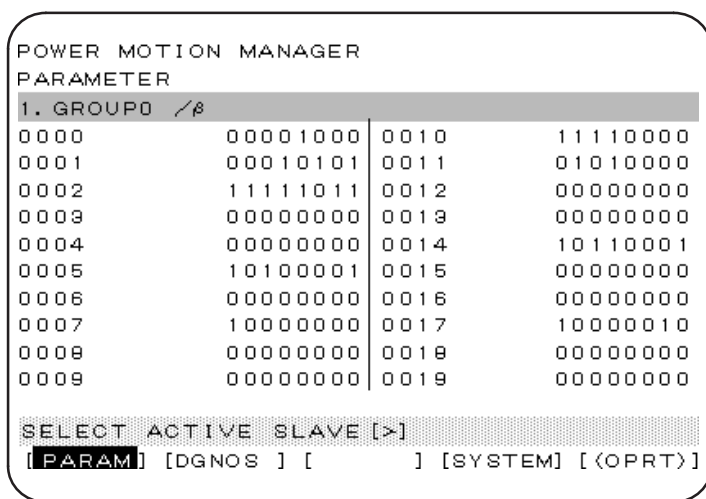 POWER MOTION MANAGER
PARAMETER
1. GROUP0 /β
0000 00001000 0010 11110000
0001 00010101 0011 01010000
0002 11111011 0012 00000000
0003 00000000 0013 00000000
0004 00000000 0014 10110001
0005 10100001 0015 00000000
0006 00000000 0016 00000000
0007 10000000 0017 10000010
0008 00000000 0018 00000000
0009 00000000 0019 00000000
SELECT ACTIVE SLAVE [>]
[ PARAM ] [DGNOS ] [ ] [SYSTEM] [ (OPRT) ]